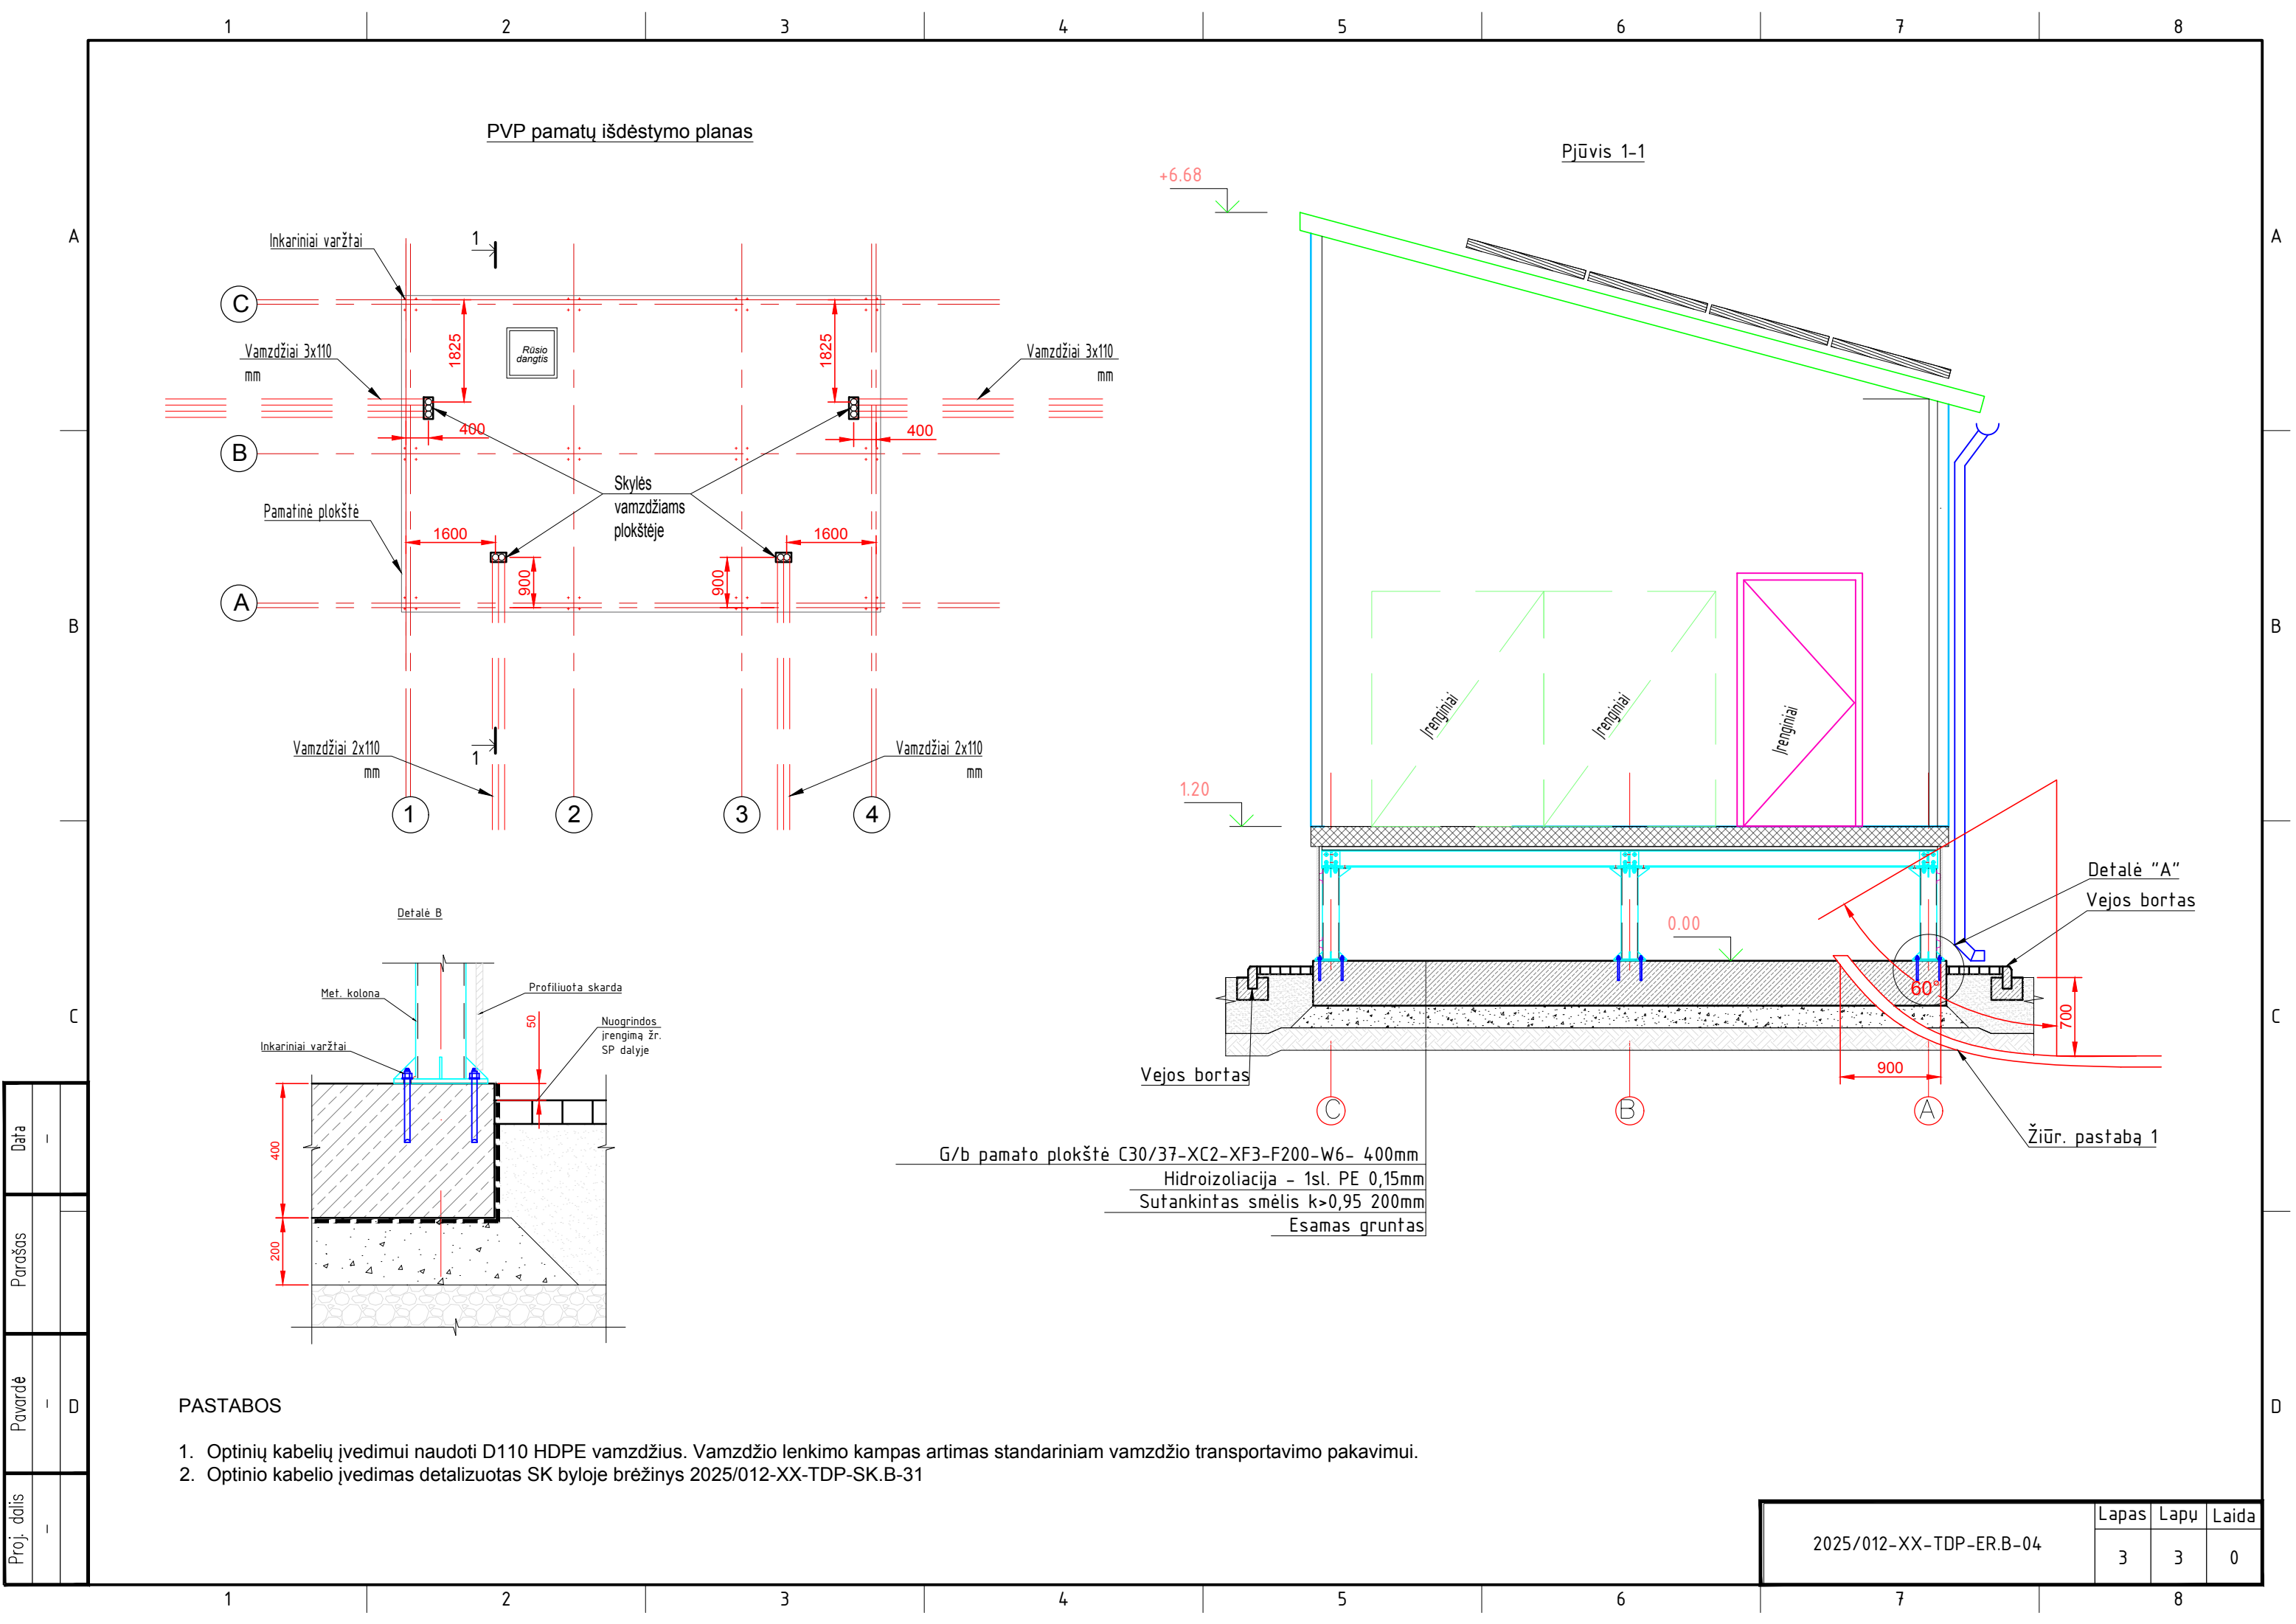 1 2 3 4 5 6 7 8
PVP pamatų išdėstymo planas
Pjūvis 1-1
A
A
Inkariniai varžtai
1
C
1825
1825
Rūsio
dangtis
Vamzdžiai 3x110
mm
Vamzdžiai 3x110
mm
400
400
B
Skylės
vamzdžiams
plokštėje
Pamatinė plokštė
1600
1600
900
900
A
B
B
Vamzdžiai 2x110
mm
1
Vamzdžiai 2x110
mm
1
2
3
4
+6.68
Įrenginiai
Įrenginiai
Įrenginiai
1.20
0.00
Detalė "A"
Vejos bortas
60°
700
900
Vejos bortas
C
B
A
Žiūr. pastabą 1
G/b pamato plokštė C30/37-XC2-XF3-F200-W6- 400mm
Hidroizoliacija - 1sl. PE 0,15mm
Sutankintas smėlis k>0,95 200mm
Esamas gruntas
Detalė B
Met. kolona
Profiliuota skarda
50
Nuogrindos
įrengimą žr.
SP dalyje
Inkariniai varžtai
400
200
C
C
Data
-
Parašas
Pavardė
-
D
D
Proj. dalis
-
PASTABOS
1. Optinių kabelių įvedimui naudoti D110 HDPE vamzdžius. Vamzdžio lenkimo kampas artimas standariniam vamzdžio transportavimo pakavimui.
2. Optinio kabelio įvedimas detalizuotas SK byloje brėžinys 2025/012-XX-TDP-SK.B-31
2025/012-XX-TDP-ER.B-04
Lapas Lapų Laida
3 3 0
1 2 3 4 5 6 7 8